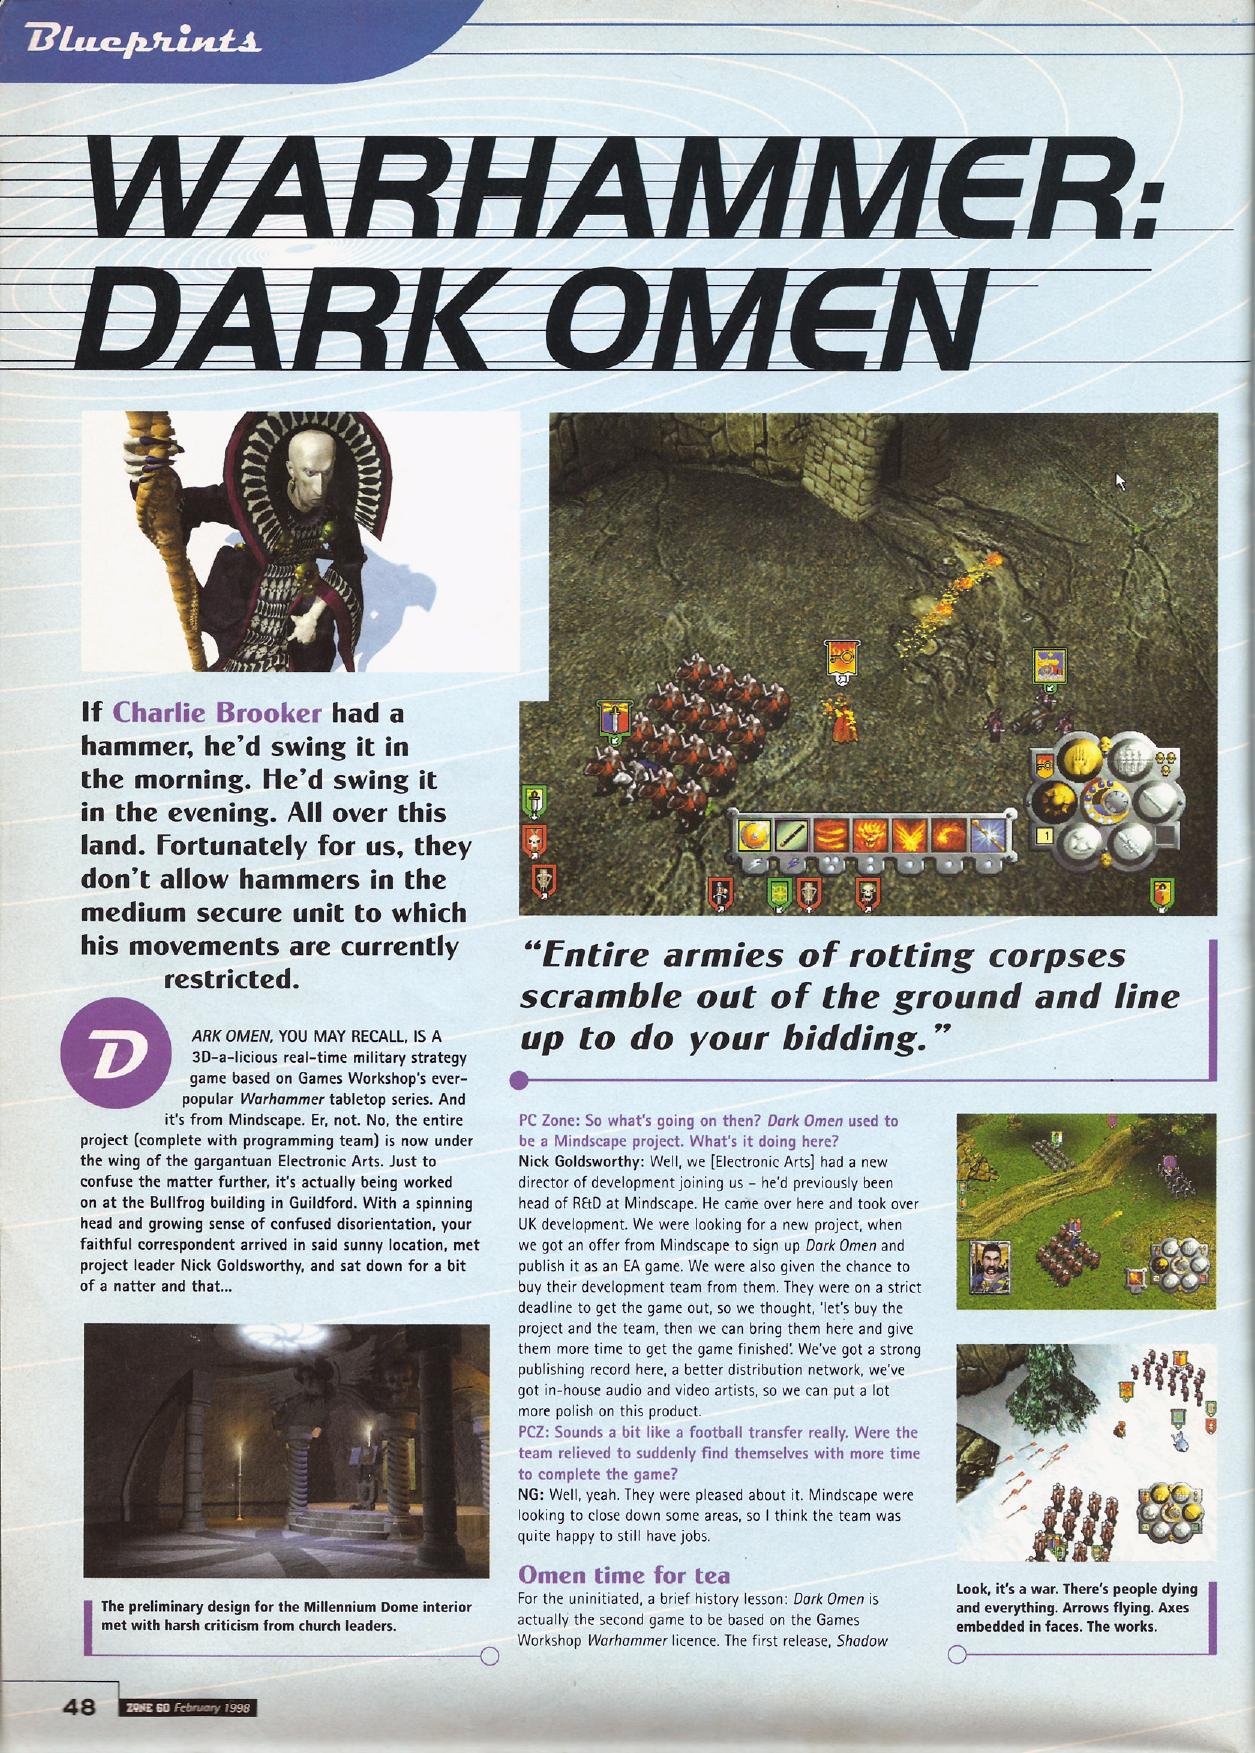 Blueprints
WARHAMMER:
DARK OMEN
If Charlie Brooker had a
hammer, he'd swing it in
the morning. He'd swing it
in the evening. All over this
land. Fortunately for us, they
don't allow hammers in the
medium secure unit to which
his movements are currently
restricted.
DARK OMEN, YOU MAY RECALL, IS A
3D-a-licious real-time military strategy
game based on Games Workshop's ever-
popular Warhammer tabletop series. And
it's from Mindscape. Er, not. No, the entire
project (complete with programming team) is now under
the wing of the gargantuan Electronic Arts. Just to
confuse the matter further, it's actually being worked
on at the Bullfrog building in Guildford. With a spinning
head and growing sense of confused disorientation, your
faithful correspondent arrived in said sunny location, met
project leader Nick Goldsworthy, and sat down for a bit
of a natter and that...
The preliminary design for the Millennium Dome interior
met with harsh criticism from church leaders.
"Entire armies of rotting corpses
scramble out of the ground and line
up to do your bidding."
PC Zone: So what's going on then? Dark Omen used to
be a Mindscape project. What's it doing here?
Nick Goldsworthy: Well, we [Electronic Arts] had a new
director of development joining us – he'd previously been
head of R&D at Mindscape. He came over here and took over
UK development. We were looking for a new project, when
we got an offer from Mindscape to sign up Dark Omen and
publish it as an EA game. We were also given the chance to
buy their development team from them. They were on a strict
deadline to get the game out, so we thought, 'let's buy the
project and the team, then we can bring them here and give
them more time to get the game finished'. We've got a strong
publishing record here, a better distribution network, we've
got in-house audio and video artists, so we can put a lot
more polish on this product.
PCZ: Sounds a bit like a football transfer really. Were the
team relieved to suddenly find themselves with more time
to complete the game?
NG: Well, yeah. They were pleased about it. Mindscape were
looking to close down some areas, so I think the team was
quite happy to still have jobs.
Omen time for tea
For the uninitiated, a brief history lesson: Dark Omen is
actually the second game to be based on the Games
Workshop Warhammer licence. The first release, Shadow
1
Look, it's a war. There's people dying
and everything. Arrows flying. Axes
embedded in faces. The works.
48
ZONE 60 February 1998